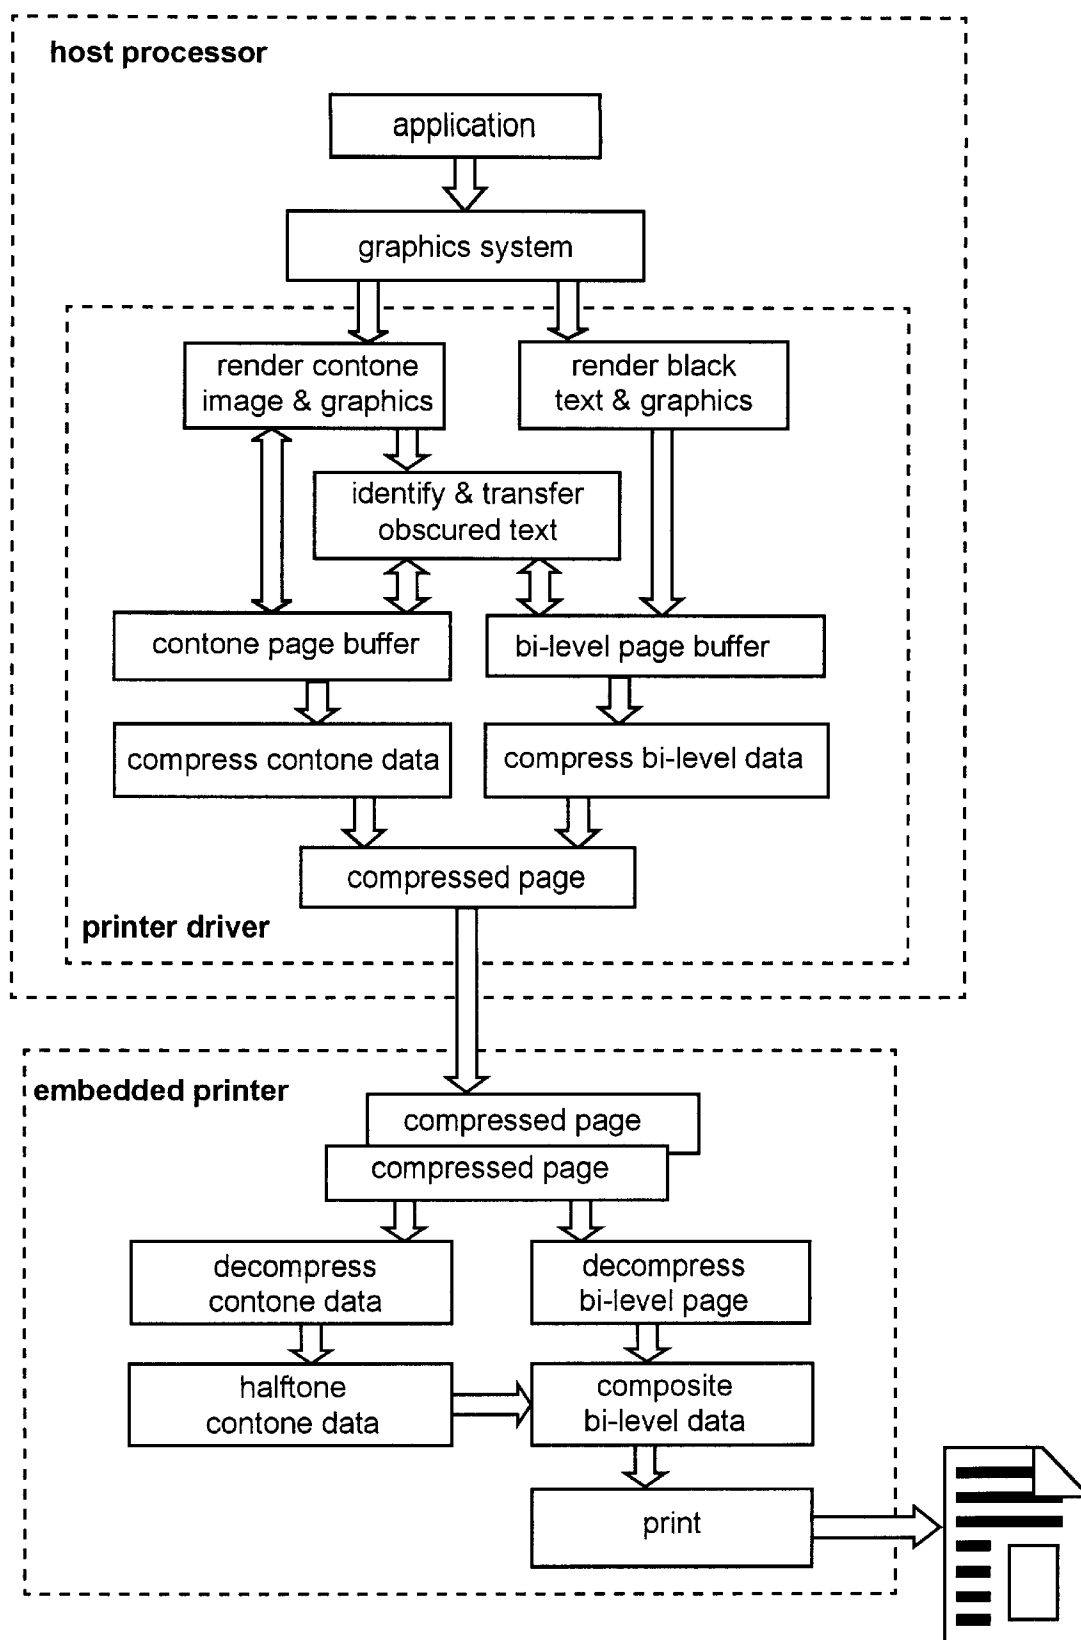 host processor
application
graphics system
render contone
image & graphics
render black
text & graphics
identify & transfer
obscured text
contone page buffer
bi-level page buffer
compress contone data
compress bi-level data
compressed page
printer driver
embedded printer
compressed page
compressed page
decompress
contone data
decompress
bi-level page
halftone
contone data
composite
bi-level data
print